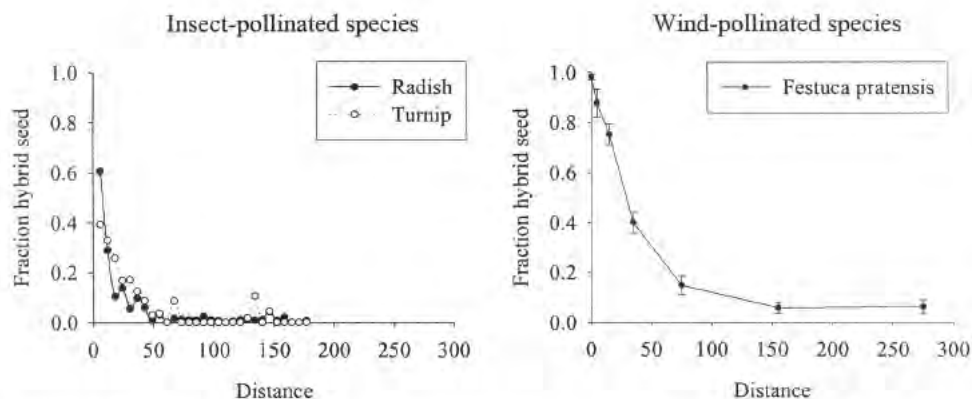 Insect-pollinated species
Fraction hybrid seed
1.0
0.8
0.6
0.4
0.2
0.0
Radish
Turnip
0 50 100 150 200 250 300
Distance
Wind-pollinated species
Fraction hybrid seed
1.0
0.8
0.6
0.4
0.2
0.0
Festuca pratensis
0 50 100 150 200 250 300
Distance